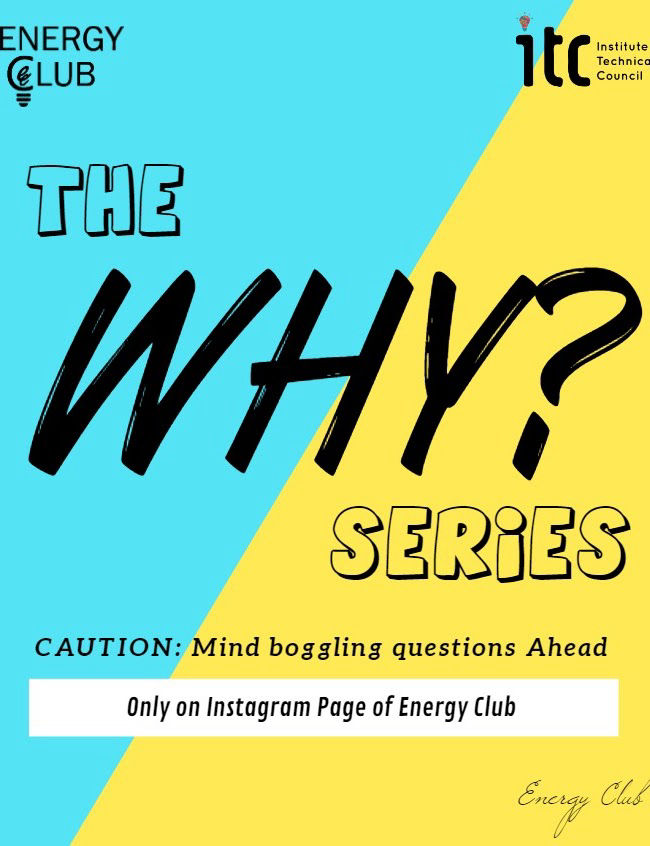 ENERGY
CLUB
itc
Institute
Technica
Council
THE
WHY?
SERiES
CAUTION: Mind boggling questions Ahead
Only on Instagram Page of Energy Club
Energy Club